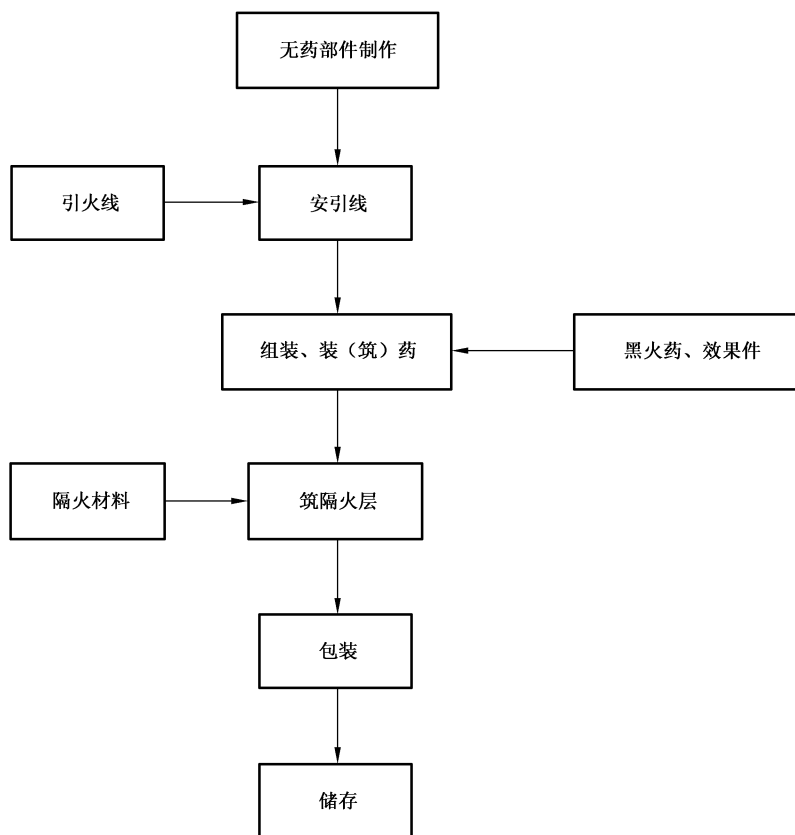 无药部件制作
引火线
安引线
组装、装（筑）药
黑火药、效果件
隔火材料
筑隔火层
包装
储存